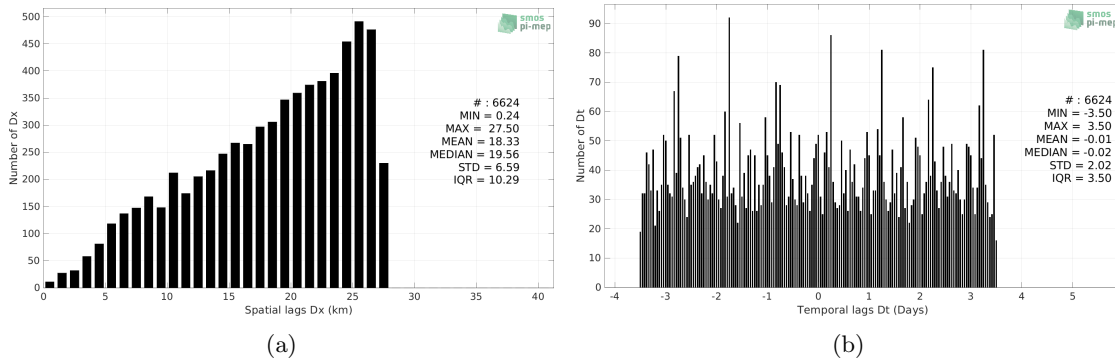 500
450
400
350
300
250
200
150
100
50
0
Number of Dx
0
5
10
15
20
25
30
35
40
Spatial lags Dx (km)
smos
pi-mep
# : 6624
MIN = 0.24
MAX = 27.50
MEAN = 18.33
MEDIAN = 19.56
STD = 6.59
IQR = 10.29
(a)
90
80
70
60
50
40
30
20
10
0
Number of Dt
-4
-3
-2
-1
0
1
2
3
4
5
Temporal lags Dt (Days)
smos
pi-mep
# : 6624
MIN = -3.50
MAX = 3.50
MEAN = -0.01
MEDIAN = -0.02
STD = 2.02
IQR = 3.50
(b)